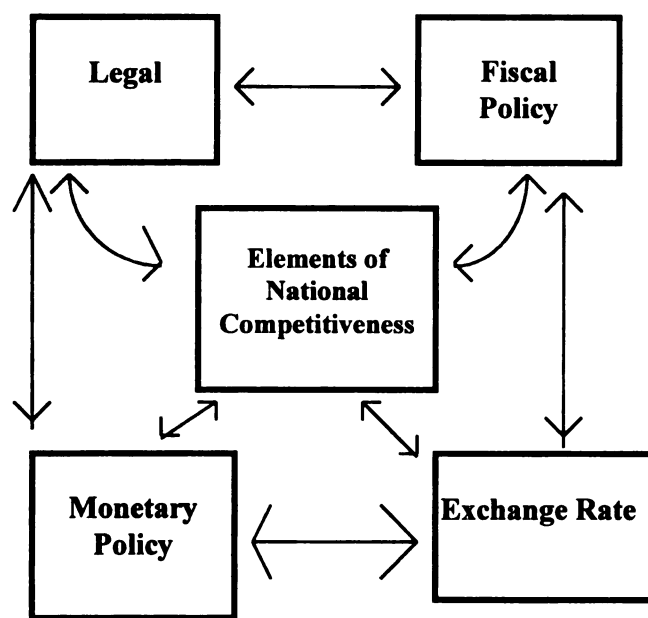 Legal
Fiscal
Policy
Elements of
National
Competitiveness
Monetary
Policy
Exchange Rate